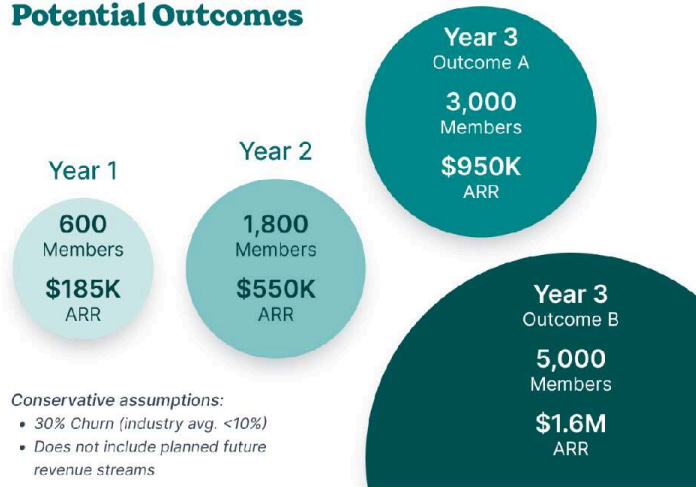 Potential Outcomes
Year 1
600
Members
$185K
ARR
Year 2
1,800
Members
$550K
ARR
Year 3
Outcome A
3,000
Members
$950K
ARR
Year 3
Outcome B
5,000
Members
$1.6M
ARR
Conservative assumptions:
• 30% Churn (industry avg. <10%)
• Does not include planned future
revenue streams